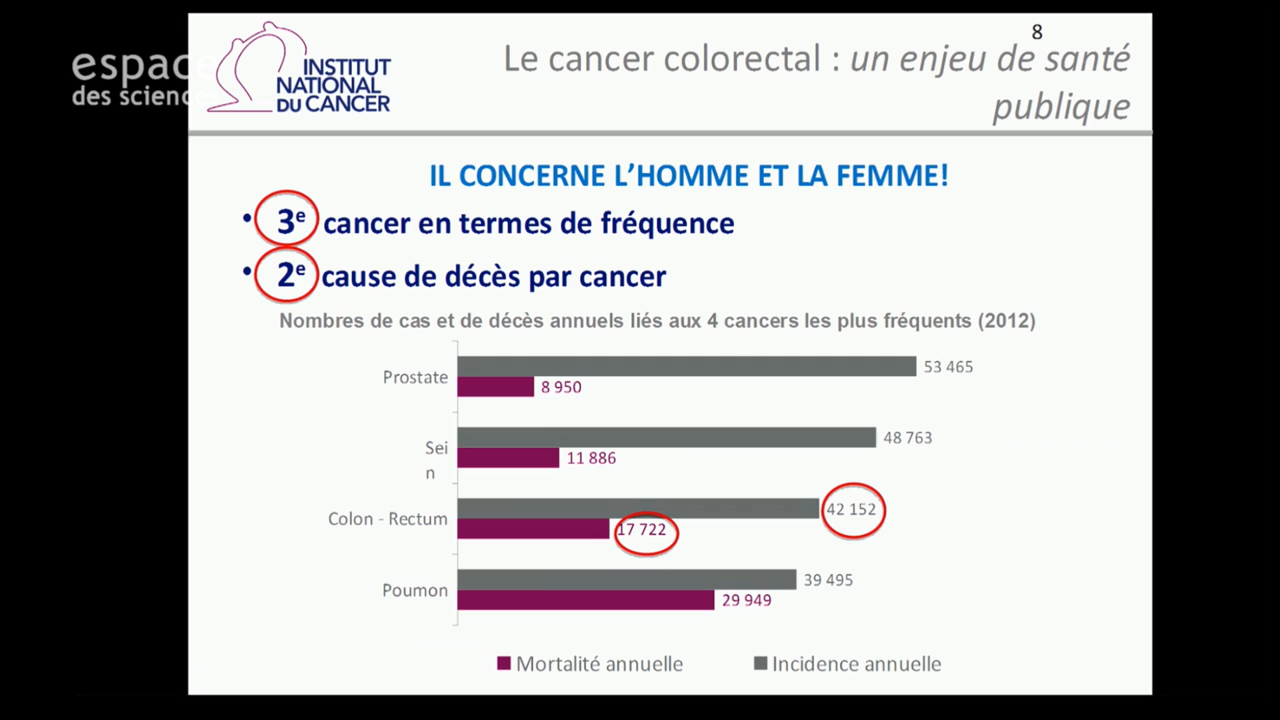 8
espace
des science
INSTITUT
NATIONAL
DU CANCER
Le cancer colorectal : un enjeu de santé
publique
IL CONCERNE L'HOMME ET LA FEMME!
• 3e cancer en termes de fréquence
• 2e cause de décès par cancer
Nombres de cas et de décès annuels liés aux 4 cancers les plus fréquents (2012)
Prostate
53 465
8 950
Sei
n
48 763
11 886
Colon - Rectum
42 152
17 722
Poumon
39 495
29 949
Mortalité annuelle
Incidence annuelle